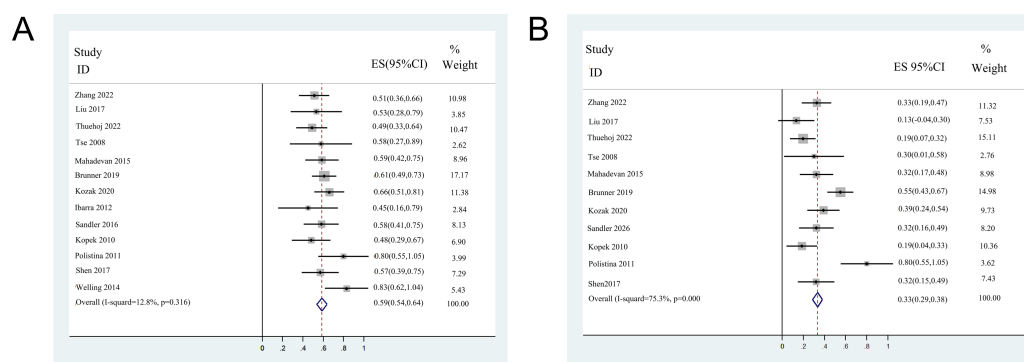 A
Study
ID
ES(95%CI)
%
Weight
Zhang 2022 0.51(0.36,0.66) 10.98
Liu 2017 0.53(0.28,0.79) 3.85
Thuehoj 2022 0.49(0.33,0.64) 10.47
Tse 2008 0.58(0.27,0.89) 2.62
Mahadevan 2015 0.59(0.42,0.75) 8.96
Brunner 2019 0.61(0.49,0.73) 17.17
Kozak 2020 0.66(0.51,0.81) 11.38
Ibarra 2012 0.45(0.16,0.79) 2.84
Sandler 2016 0.58(0.41,0.75) 8.13
Kopek 2010 0.48(0.29,0.67) 6.90
Polistina 2011 0.80(0.55,1.05) 3.99
Shen 2017 0.57(0.39,0.75) 7.29
Welling 2014 0.83(0.62,1.04) 5.43
Overall (I-squard=12.8%, p=0.316) 0.59(0.54,0.64) 100.00
0 .2 .4 .6 .8 1
B
Study
ID
ES 95%CI
%
Weight
Zhang 2022 0.33(0.19,0.47) 11.32
Liu 2017 0.13(-0.04,0.30) 7.53
Thuehoj 2022 0.19(0.07,0.32) 15.11
Tse 2008 0.30(0.01,0.58) 2.76
Mahadevan 2015 0.32(0.17,0.48) 8.98
Brunner 2019 0.55(0.43,0.67) 14.98
Kozak 2020 0.39(0.24,0.54) 9.73
Sandler 2026 0.32(0.16,0.49) 8.20
Kopek 2010 0.19(0.04,0.33) 10.36
Polistina 2011 0.80(0.55,1.05) 3.62
Shen2017 0.32(0.15,0.49) 7.43
Overall (I-squard=75.3%, p=0.000 0.33(0.29,0.38) 100.00
0 .2 .4 .6 .8 1